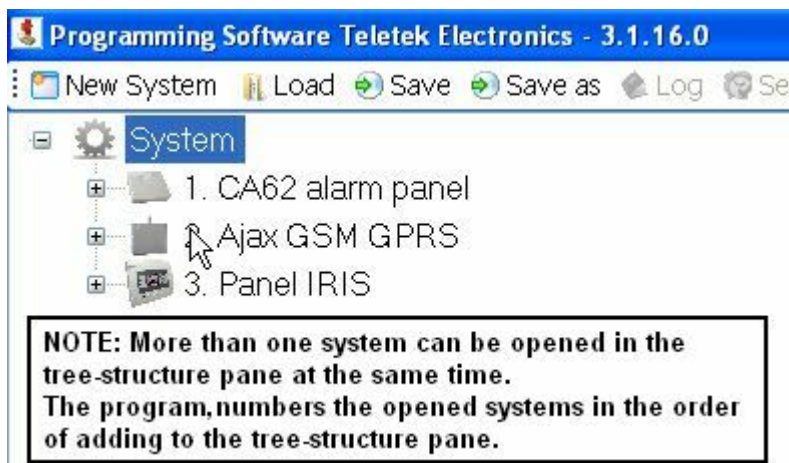 Programming Software Teletek Electronics - 3.1.16.0
New System Load Save Save as Log Se
System
1. CA62 alarm panel
Ajax GSM GPRS
3. Panel IRIS
NOTE: More than one system can be opened in the
tree-structure pane at the same time.
The program,numbers the opened systems in the order
of adding to the tree-structure pane.